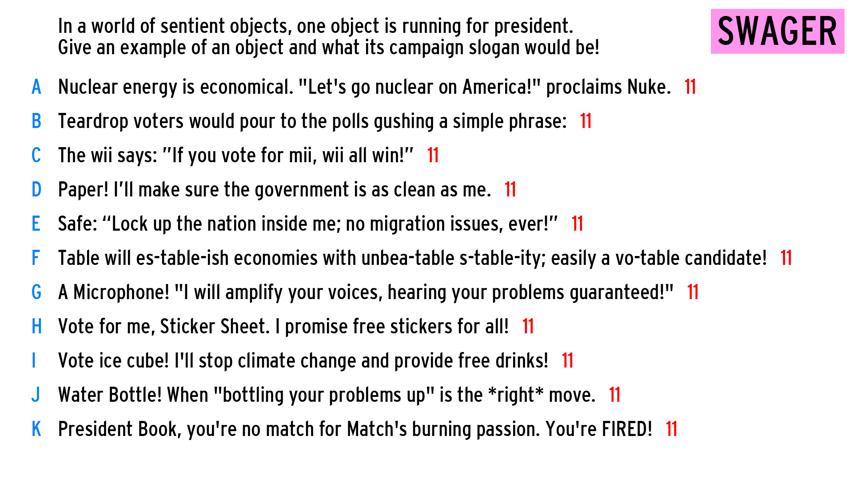 In a world of sentient objects, one object is running for president.
Give an example of an object and what its campaign slogan would be!
SWAGER
A Nuclear energy is economical. "Let's go nuclear on America!" proclaims Nuke. 11
B Teardrop voters would pour to the polls gushing a simple phrase: 11
C The wii says: ”If you vote for mii, wii all win!” 11
D Paper! I’ll make sure the government is as clean as me. 11
E Safe: “Lock up the nation inside me; no migration issues, ever!” 11
F Table will es-table-ish economies with unbea-table s-table-ity; easily a vo-table candidate! 11
G A Microphone! "I will amplify your voices, hearing your problems guaranteed!" 11
H Vote for me, Sticker Sheet. I promise free stickers for all! 11
I Vote ice cube! I'll stop climate change and provide free drinks! 11
J Water Bottle! When "bottling your problems up" is the *right* move. 11
K President Book, you're no match for Match's burning passion. You're FIRED! 11